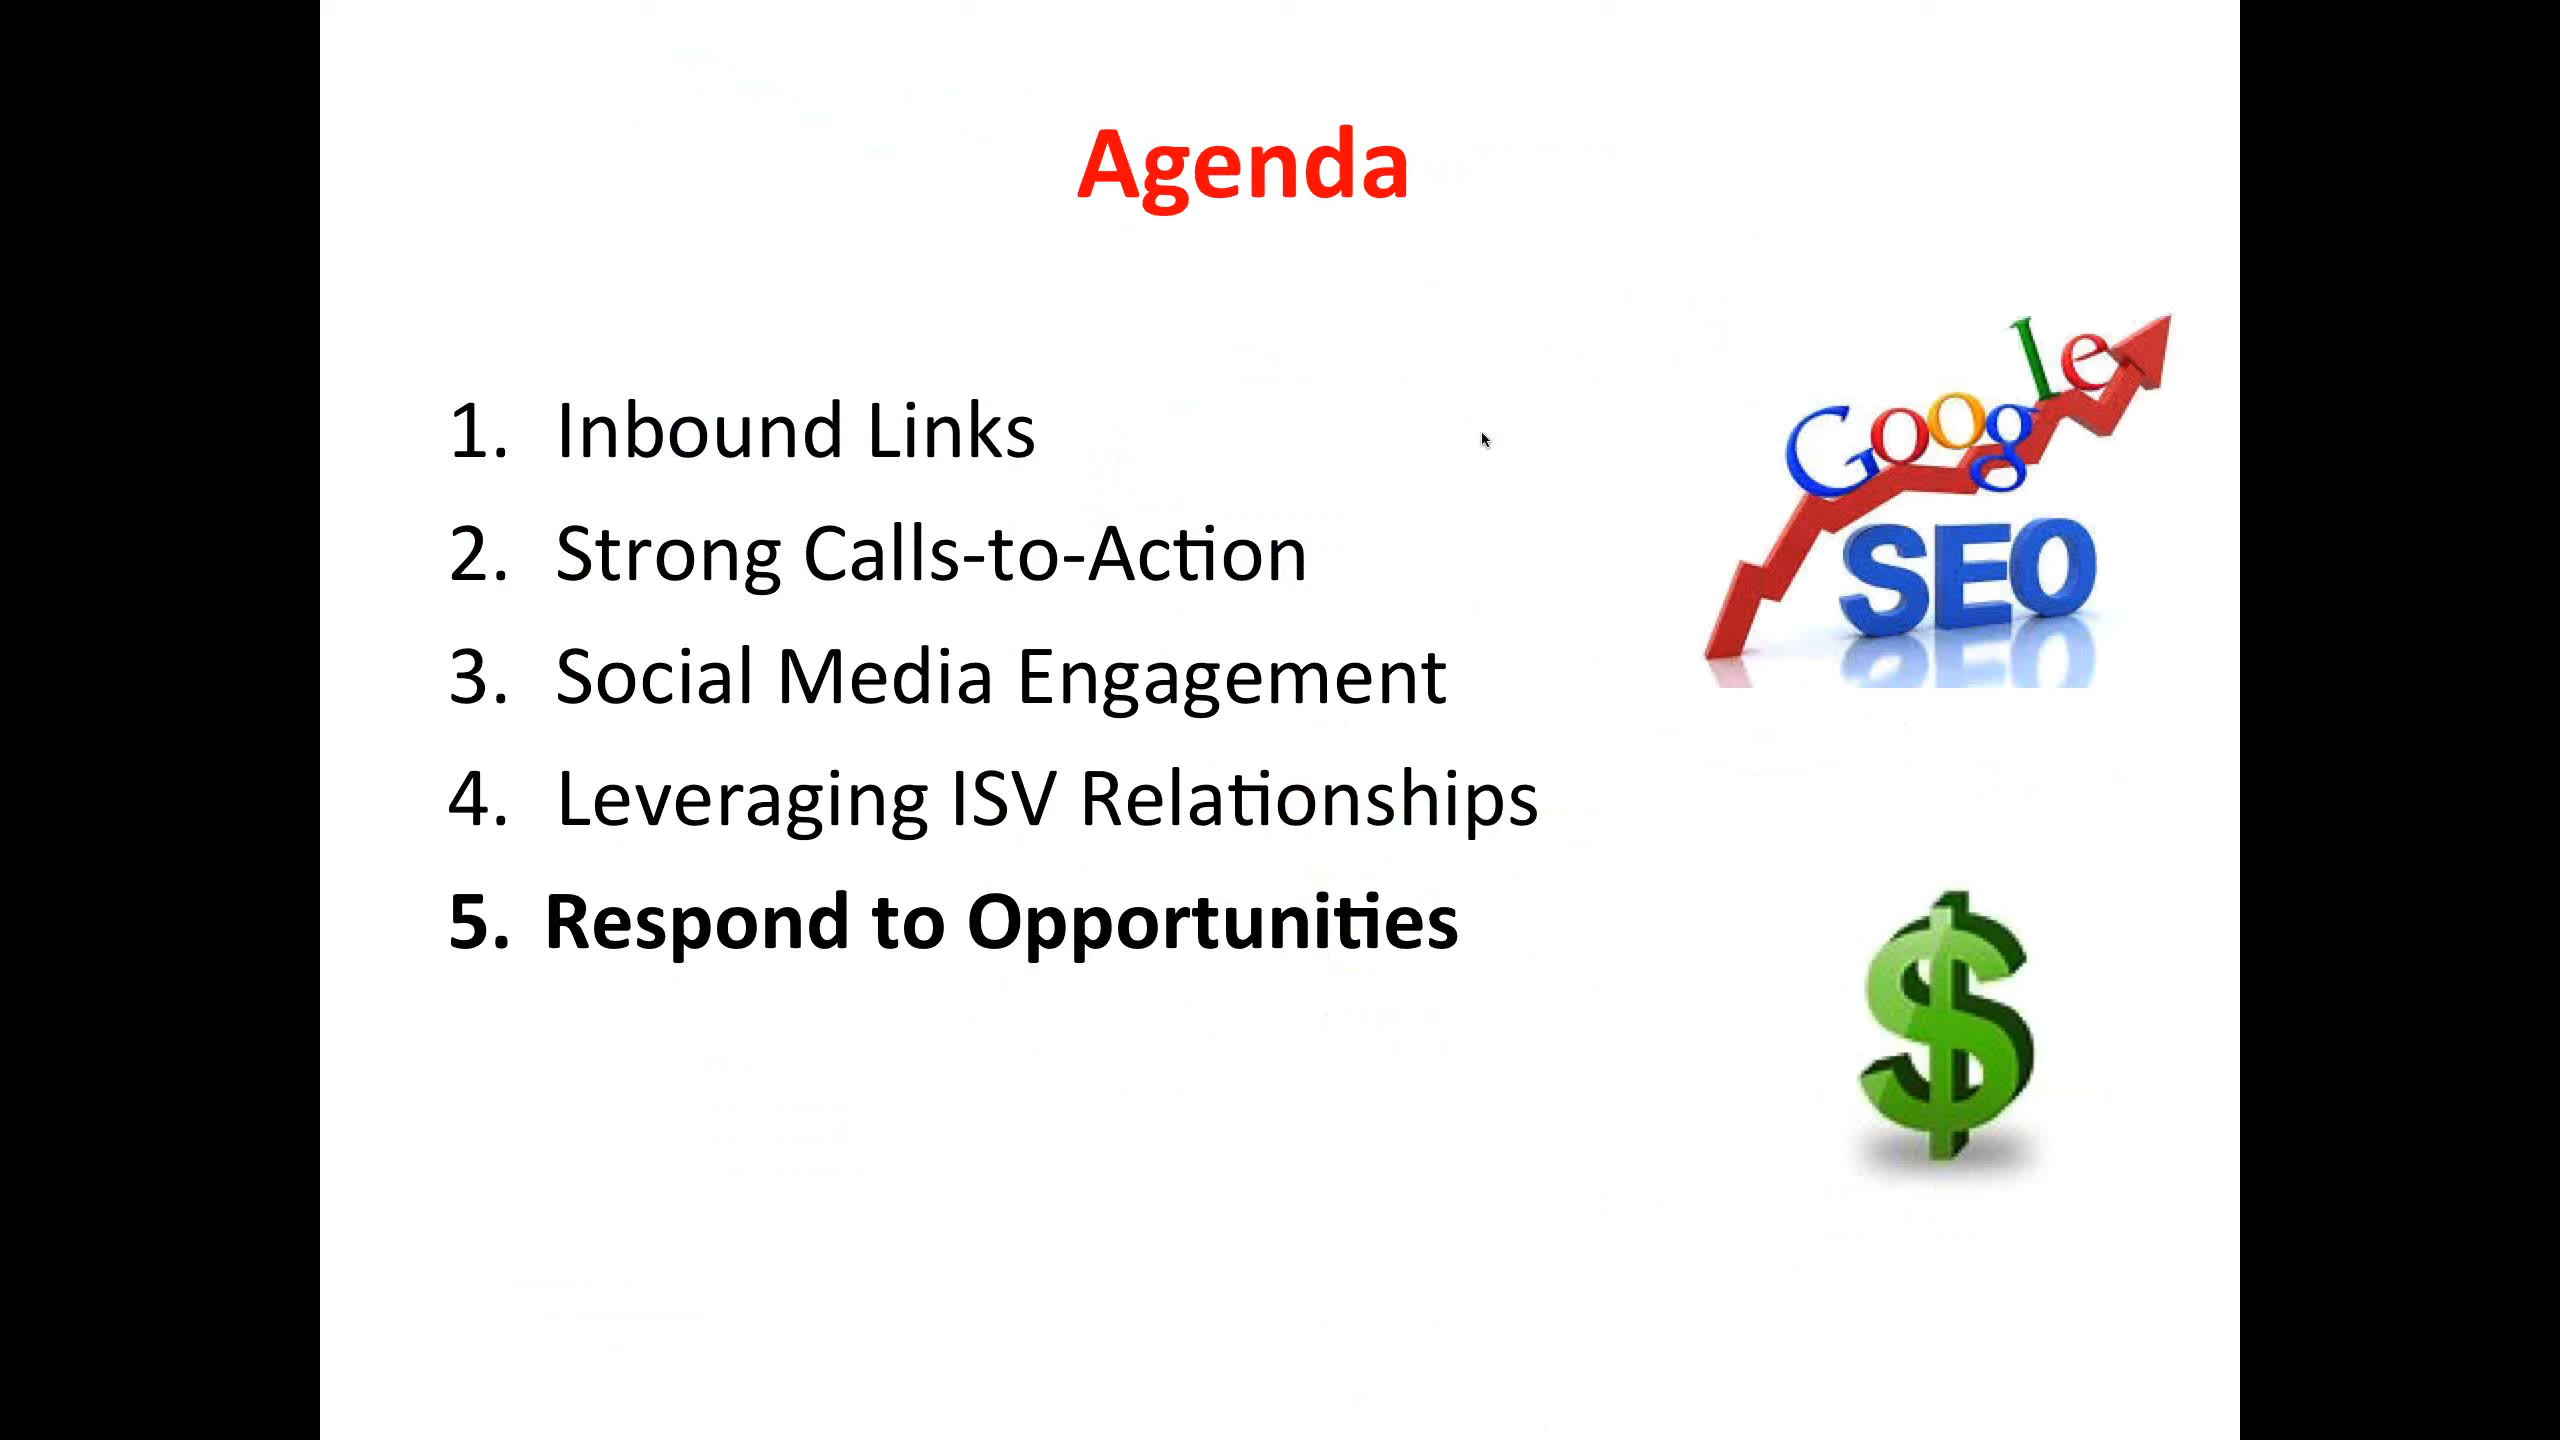 Agenda
1. Inbound Links
2. Strong Calls-to-Action
3. Social Media Engagement
4. Leveraging ISV Relationships
5. Respond to Opportunities
Google
SEO
$